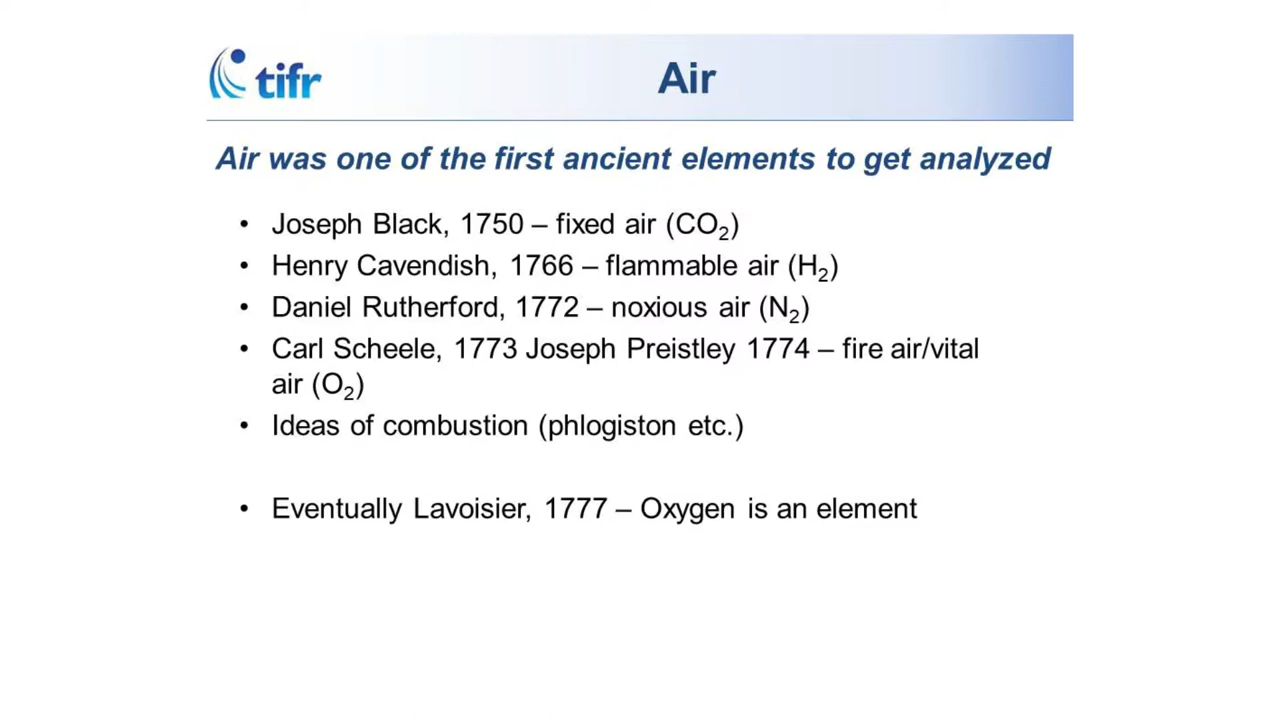 tifr
Air
Air was one of the first ancient elements to get analyzed
• Joseph Black, 1750 – fixed air (CO₂)
• Henry Cavendish, 1766 – flammable air (H₂)
• Daniel Rutherford, 1772 – noxious air (N₂)
• Carl Scheele, 1773 Joseph Preistley 1774 – fire air/vital
air (O₂)
• Ideas of combustion (phlogiston etc.)
• Eventually Lavoisier, 1777 – Oxygen is an element